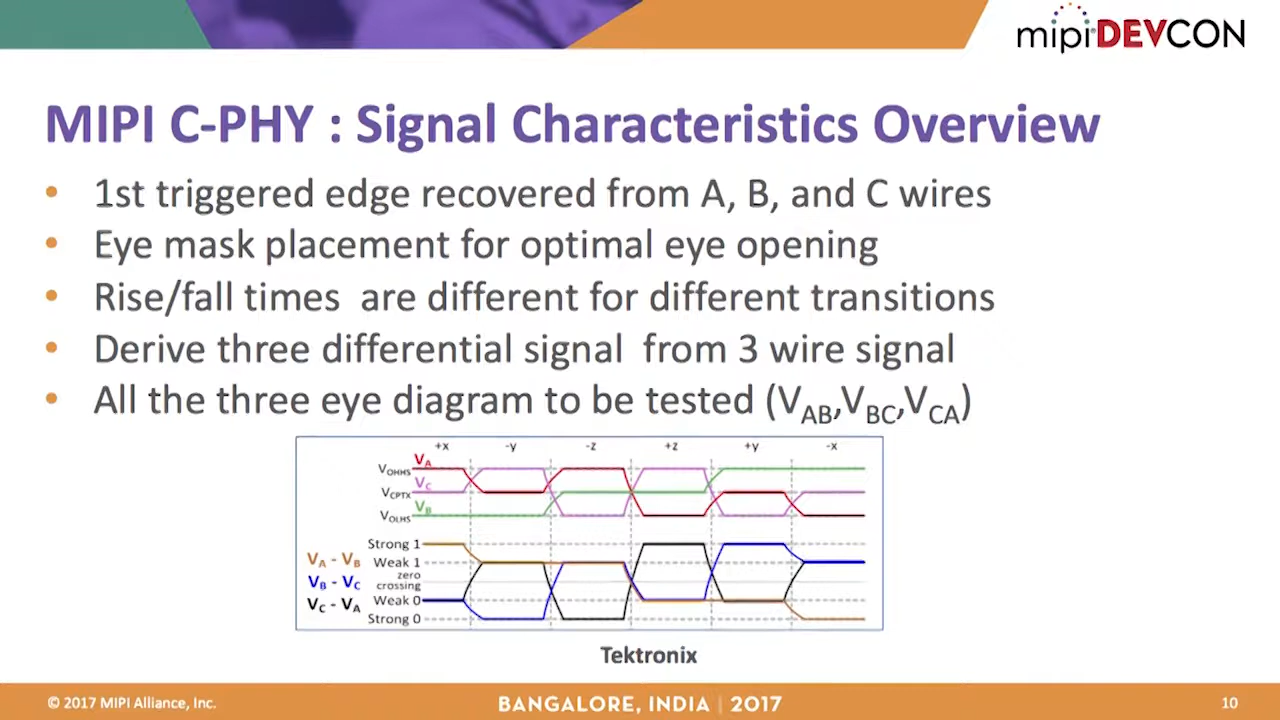 mipi DEVCON
MIPI C-PHY : Signal Characteristics Overview
• 1st triggered edge recovered from A, B, and C wires
• Eye mask placement for optimal eye opening
• Rise/fall times are different for different transitions
• Derive three differential signal from 3 wire signal
• All the three eye diagram to be tested (VAB,VBC,VCA)
+x -y -z +z +y -x
VA
VOHHS
VC
VCPTX
VB
VOLHS
Strong 1
VA - VB Weak 1
zero
VB - VC crossing
VC - VA Weak 0
Strong 0
Tektronix
© 2017 MIPI Alliance, Inc. BANGALORE, INDIA | 2017 10